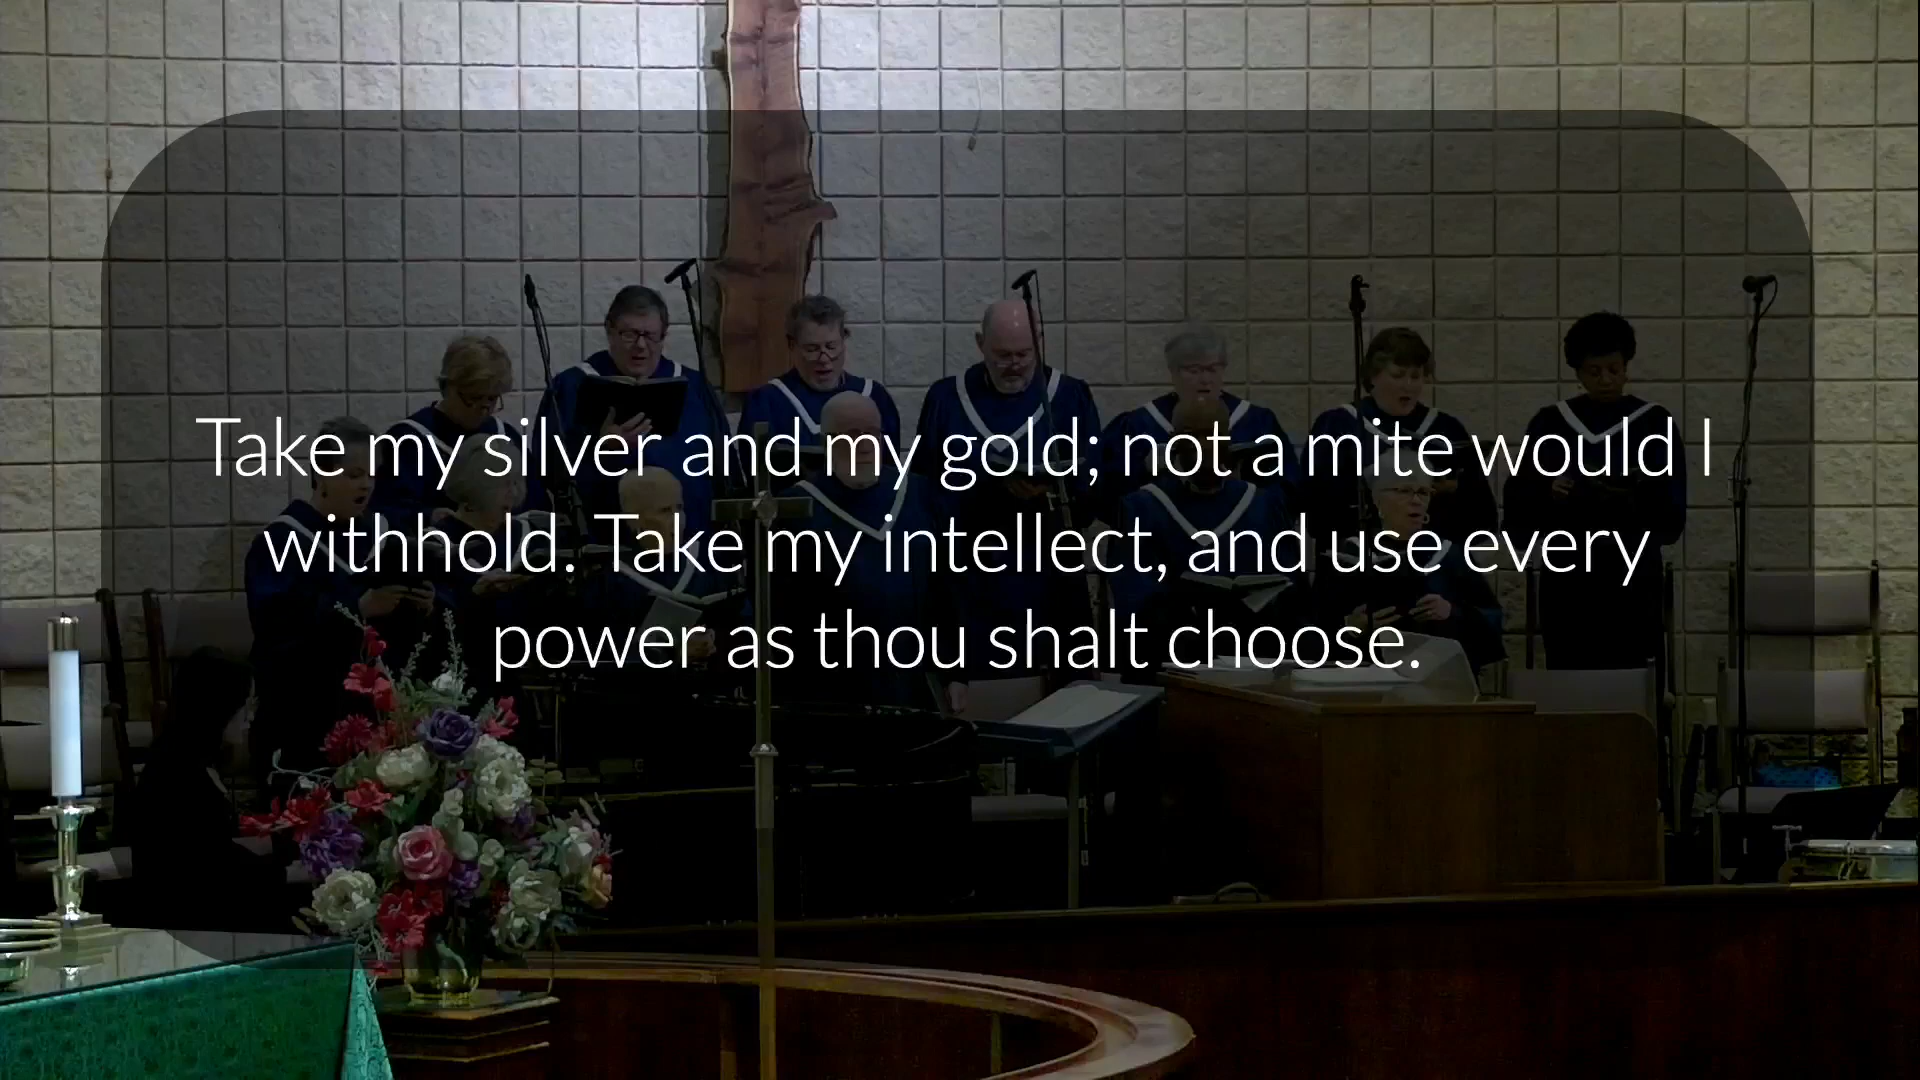 Take my silver and my gold; not a mite would I
withhold. Take my intellect, and use every
power as thou shalt choose.